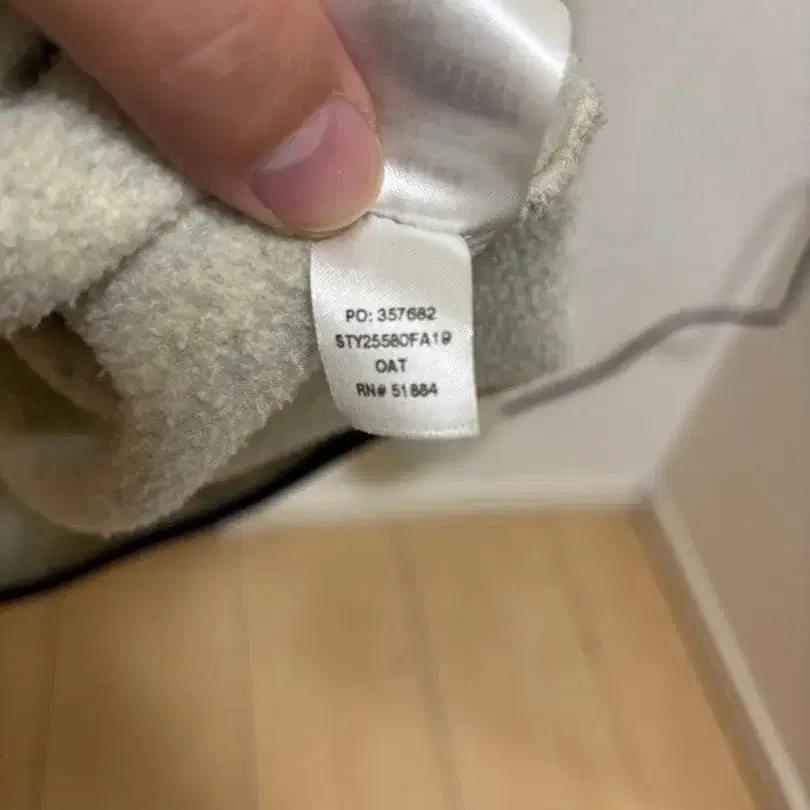 PO: 357682
STY25580FA19
OAT
RN# 51884